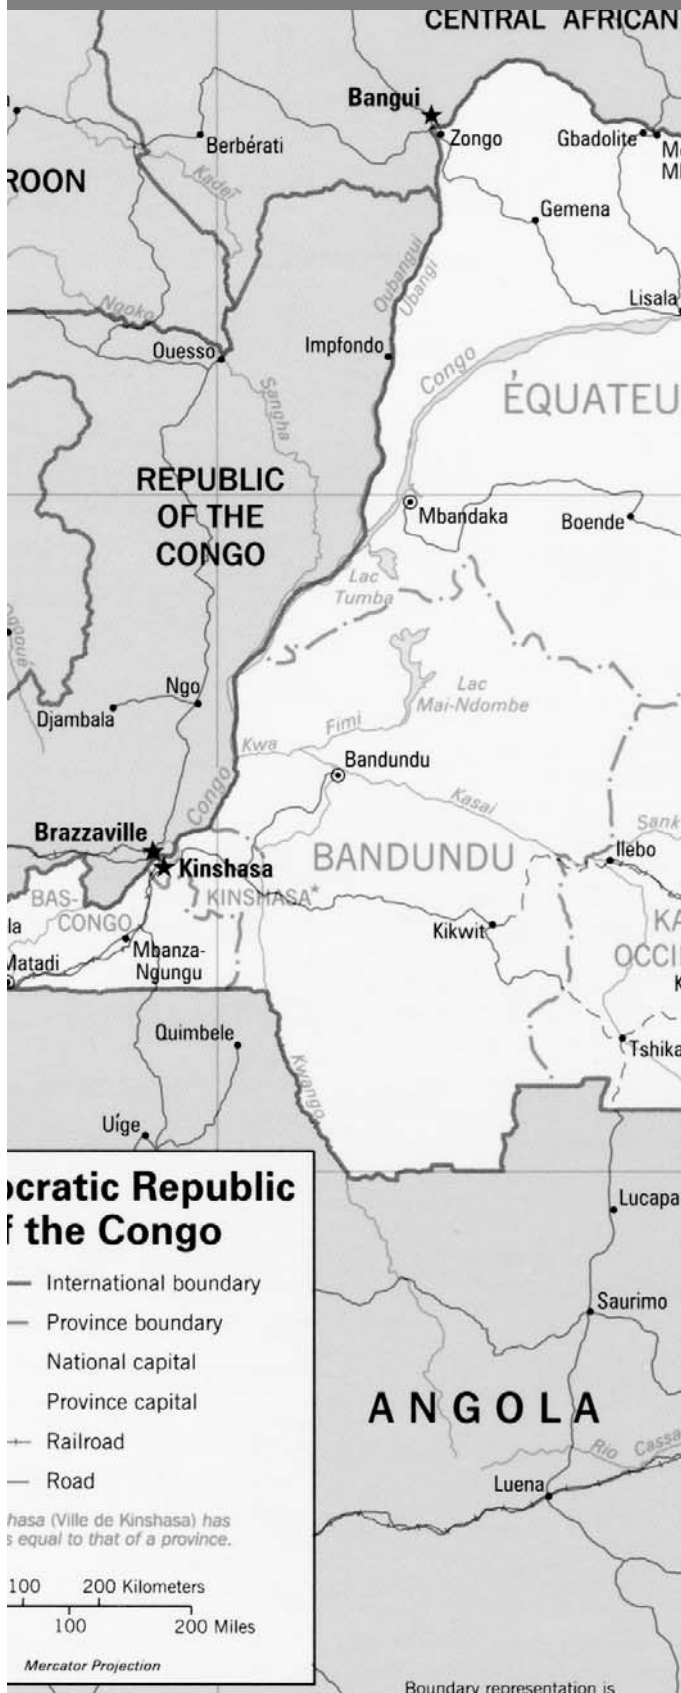 CENTRAL AFRICAN
Bangui
Zongo
Gbadolite
Berbérati
Kadeï
ROON
Gemena
Oubangui
Ubangi
Ngoko
Lisala
Ouesso
Impfondo
Congo
Sangha
ÉQUATEU
REPUBLIC
OF THE
CONGO
Mbandaka
Boende
Lac
Tumba
Ogooué
Ngo
Lac
Mai-Ndombe
Djambala
Fimi
Kwa
Bandundu
Congo
Kasai
Brazzaville
Sank
Ilebo
BANDUNDU
Kinshasa
KINSHASA*
BAS-
CONGO
la
KA
Kikwit
OCCI
Mbanza-
Ngungu
Matadi
K
Quimbele
Tshika
Kwango
Uíge
ocratic Republic
f the Congo
Lucapa
International boundary
Saurimo
Province boundary
National capital
Province capital
ANGOLA
Railroad
Rio Cassa
Road
Luena
hasa (Ville de Kinshasa) has
s equal to that of a province.
100 200 Kilometers
100 200 Miles
Mercator Projection
Boundary representation is